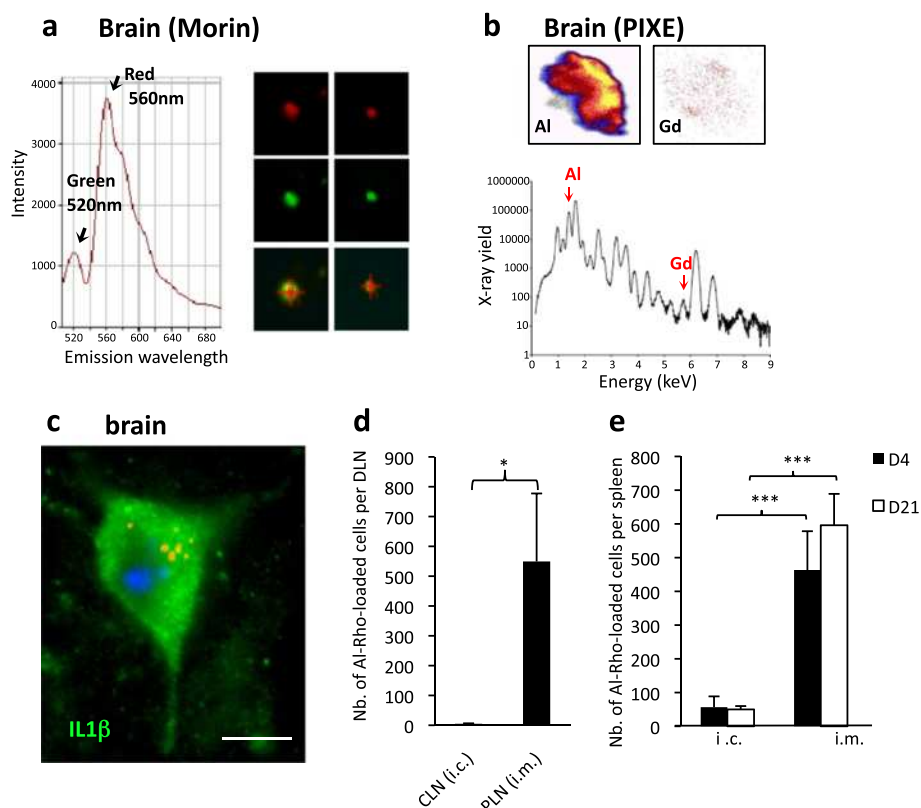 a Brain (Morin)
Intensity
4000
3000
2000
1000
0
Red
560nm
Green
520nm
520 560 600 640 680
Emission wavelength
b Brain (PIXE)
Al
Gd
X-ray yield
1000000
100000
10000
1000
100
10
1
Al
Gd
0 1 2 3 4 5 6 7 8 9
Energy (keV)
c brain
IL1β
d
Nb. of Al-Rho-loaded cells per DLN
900
800
700
600
500
400
300
200
100
0
*
CLN (i.c.)
PLN (i.m.)
e
Nb. of Al-Rho-loaded cells per spleen
800
700
600
500
400
300
200
100
0
***
***
i .c.
i.m.
D4
D21